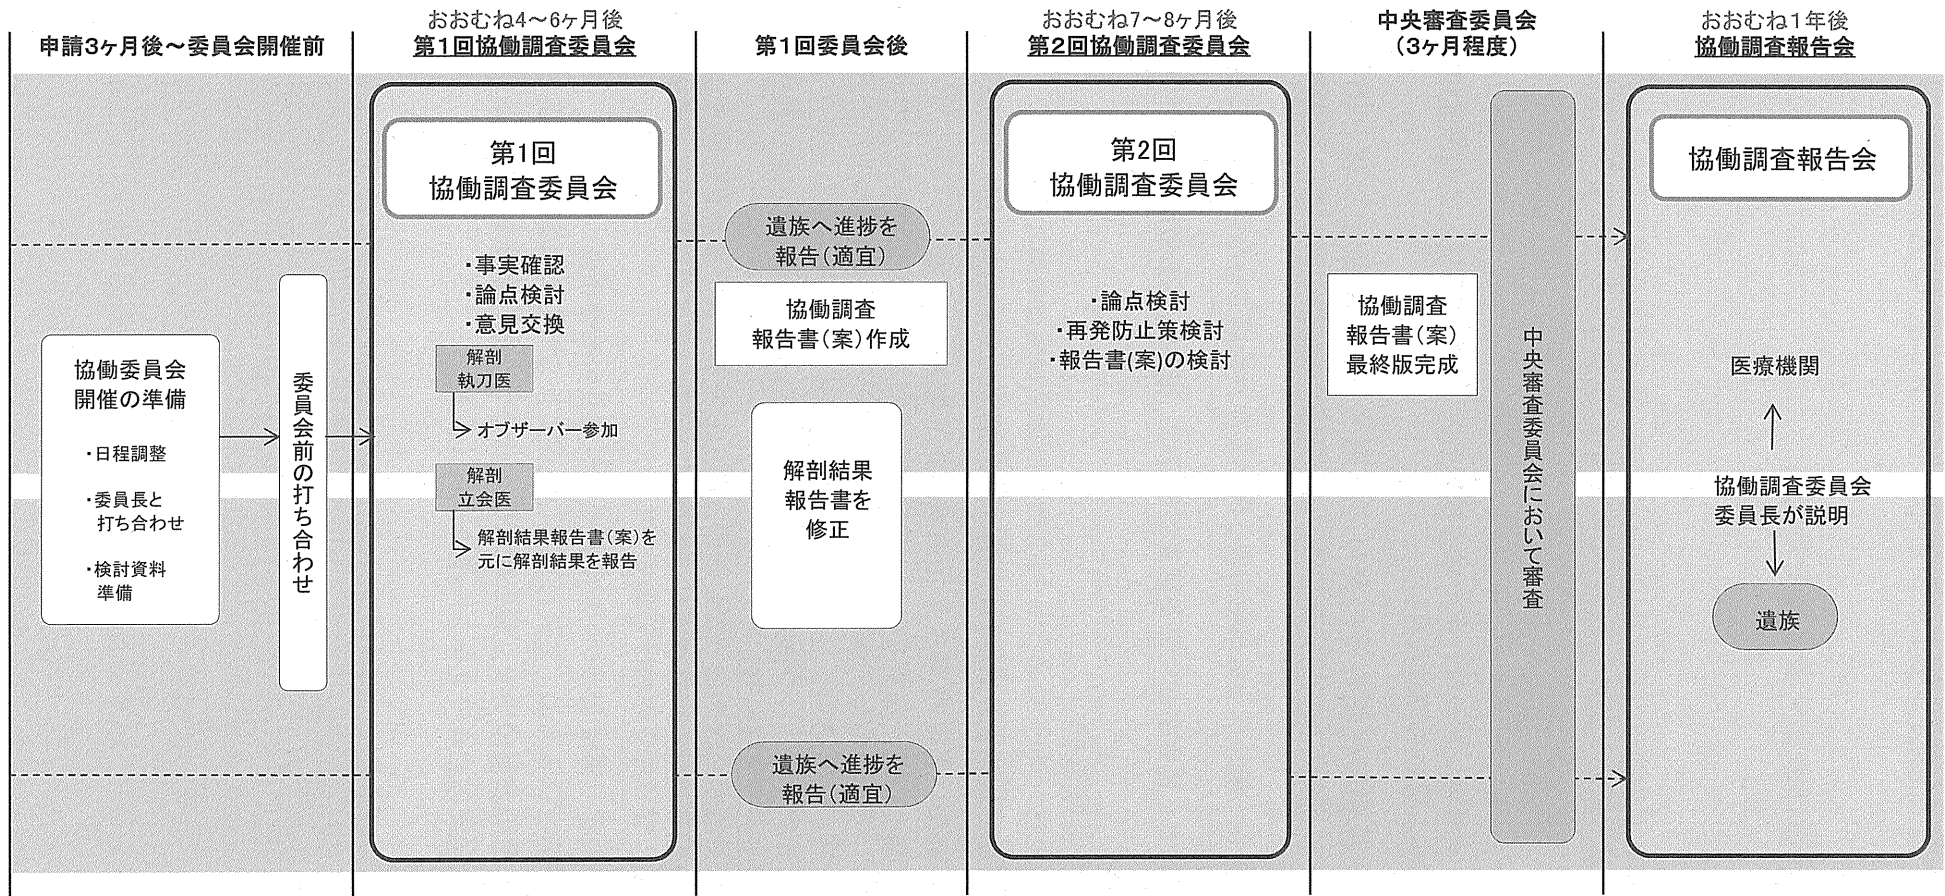 申請3ヶ月後～委員会開催前
おおむね4～6ヶ月後
第1回協働調査委員会
第1回委員会後
おおむね7～8ヶ月後
第2回協働調査委員会
中央審査委員会
(3ヶ月程度)
おおむね1年後
協働調査報告会
協働委員会
開催の準備
・日程調整
・委員長と
打ち合わせ
・検討資料
準備
委員会前の打ち合わせ
第1回
協働調査委員会
・事実確認
・論点検討
・意見交換
解剖
執刀医
オブザーバー参加
解剖
立会医
解剖結果報告書(案)を
元に解剖結果を報告
遺族へ進捗を
報告(適宜)
協働調査
報告書(案)作成
解剖結果
報告書を
修正
遺族へ進捗を
報告(適宜)
第2回
協働調査委員会
・論点検討
・再発防止策検討
・報告書(案)の検討
協働調査
報告書(案)
最終版完成
中央審査委員会において審査
協働調査報告会
医療機関
協働調査委員会
委員長が説明
遺族